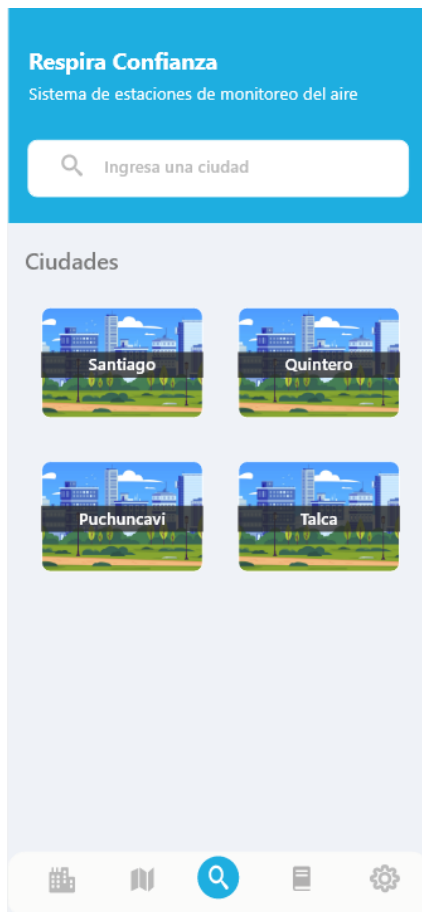 Respira Confianza
Sistema de estaciones de monitoreo del aire
Ingresa una ciudad
Ciudades
Santiago
Quintero
Puchuncavi
Talca